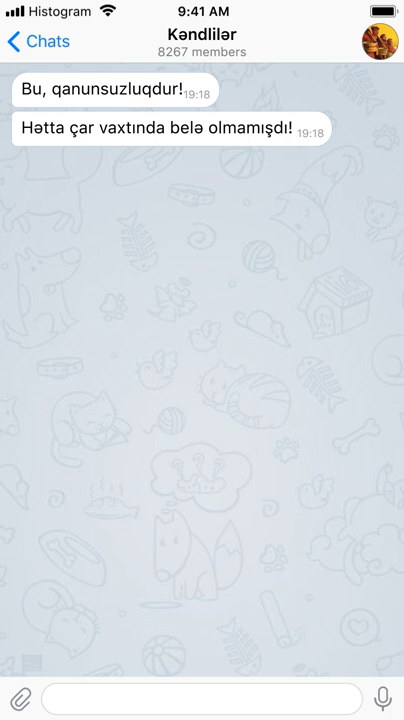 Histogram
9:41 AM
Chats
Kəndlilər
8267 members
Bu, qanunsuzluqdur! 19:18
Hətta çar vaxtında belə olmamışdı! 19:18